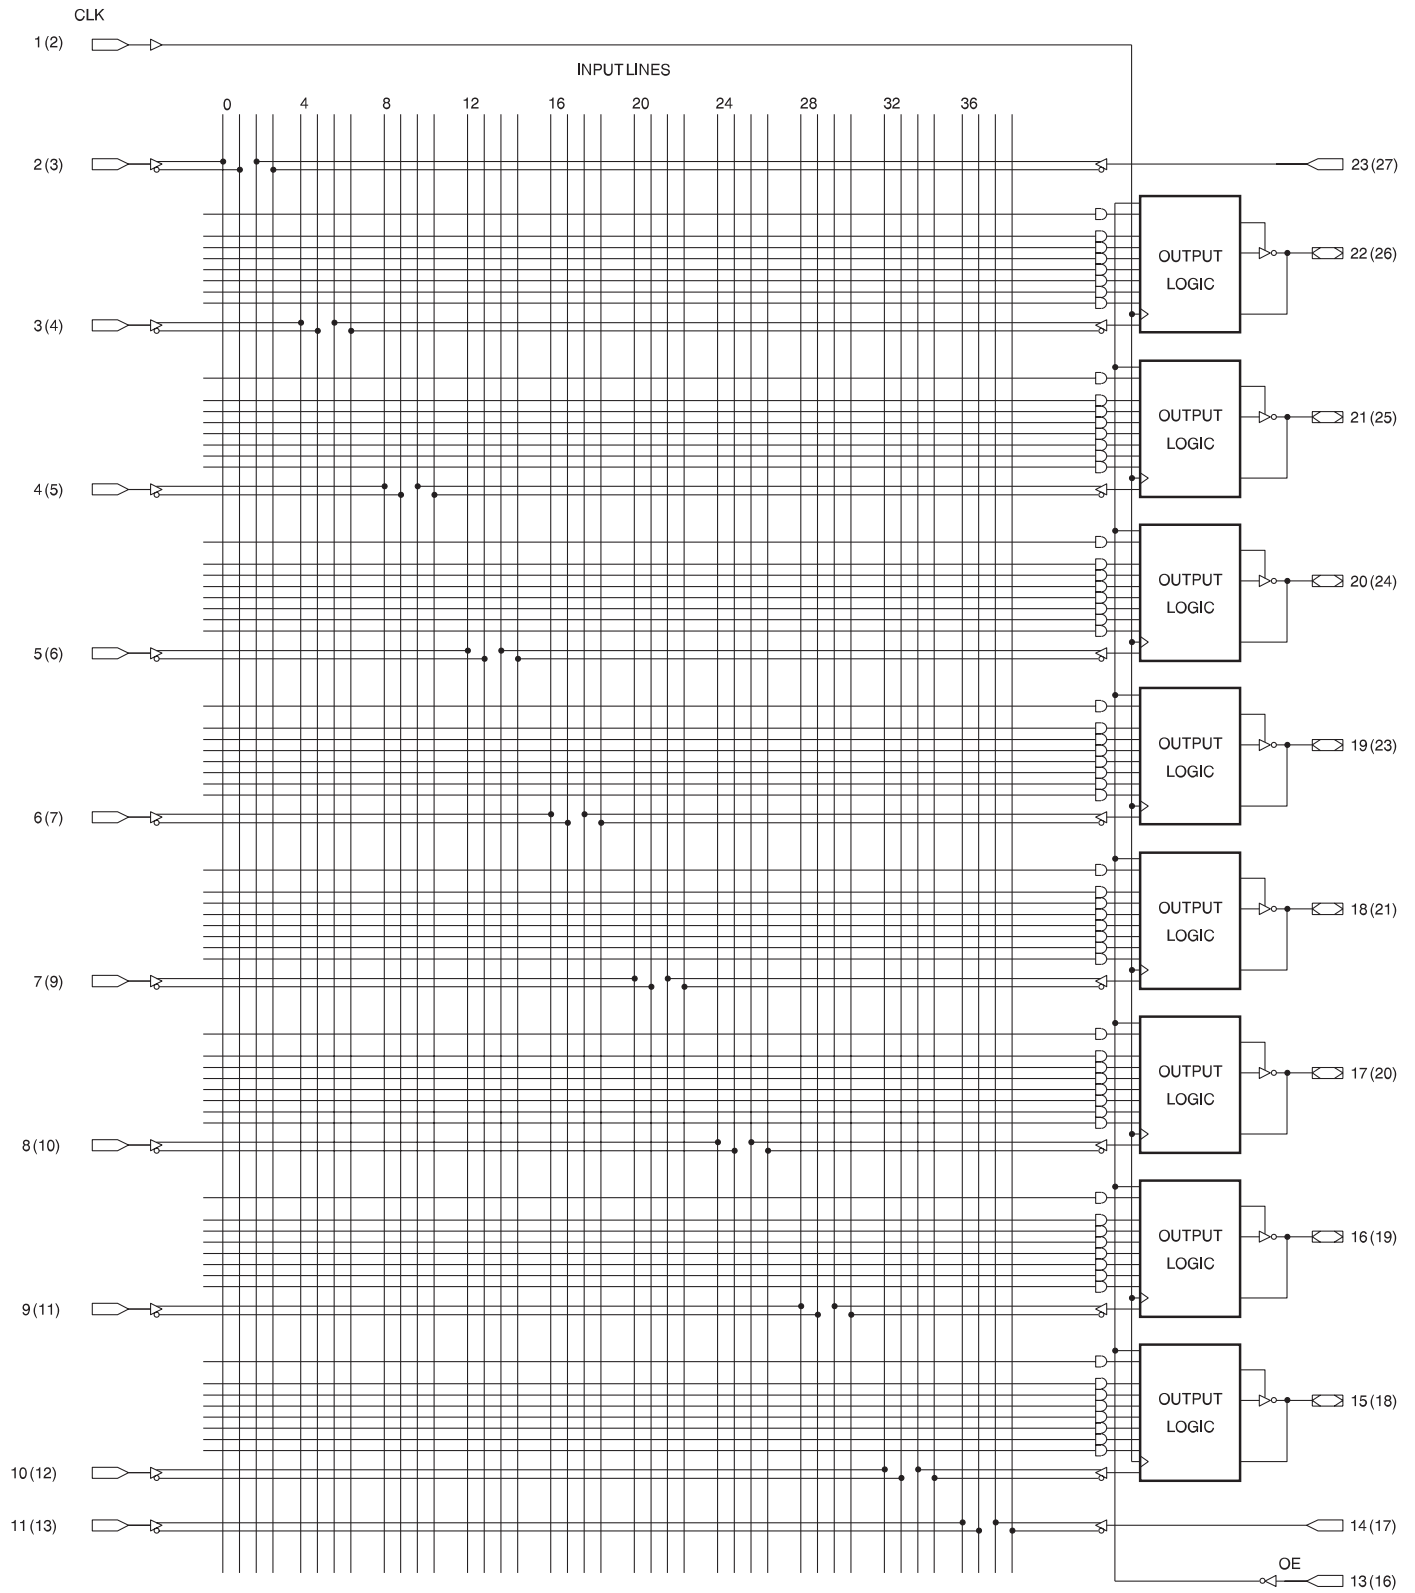 CLK
1 (2)
INPUT LINES
0 4 8 12 16 20 24 28 32 36
2 (3)
23 (27)
OUTPUT
LOGIC
22 (26)
3 (4)
OUTPUT
LOGIC
21 (25)
4 (5)
OUTPUT
LOGIC
20 (24)
5 (6)
OUTPUT
LOGIC
19 (23)
6 (7)
OUTPUT
LOGIC
18 (21)
7 (9)
OUTPUT
LOGIC
17 (20)
8 (10)
OUTPUT
LOGIC
16 (19)
9 (11)
OUTPUT
LOGIC
15 (18)
10 (12)
11 (13)
14 (17)
OE
13 (16)